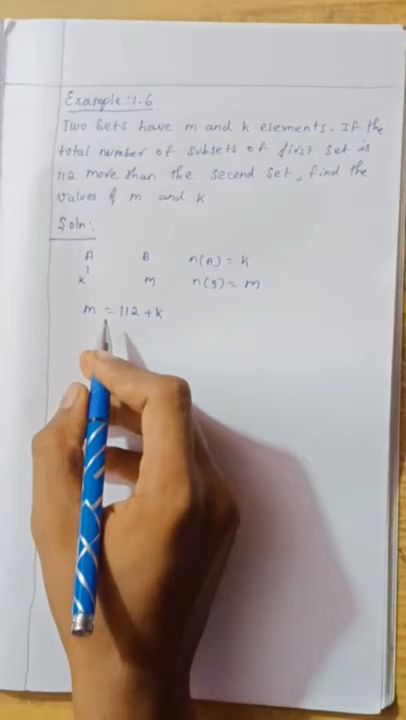 Example:1.6
Two Sets have m and k elements. If the
total number of subsets of first set is
112 more than the second set, find the
values of m and k
Soln:
A B n(A) = k
k m n(B) = m
m = 112 + k